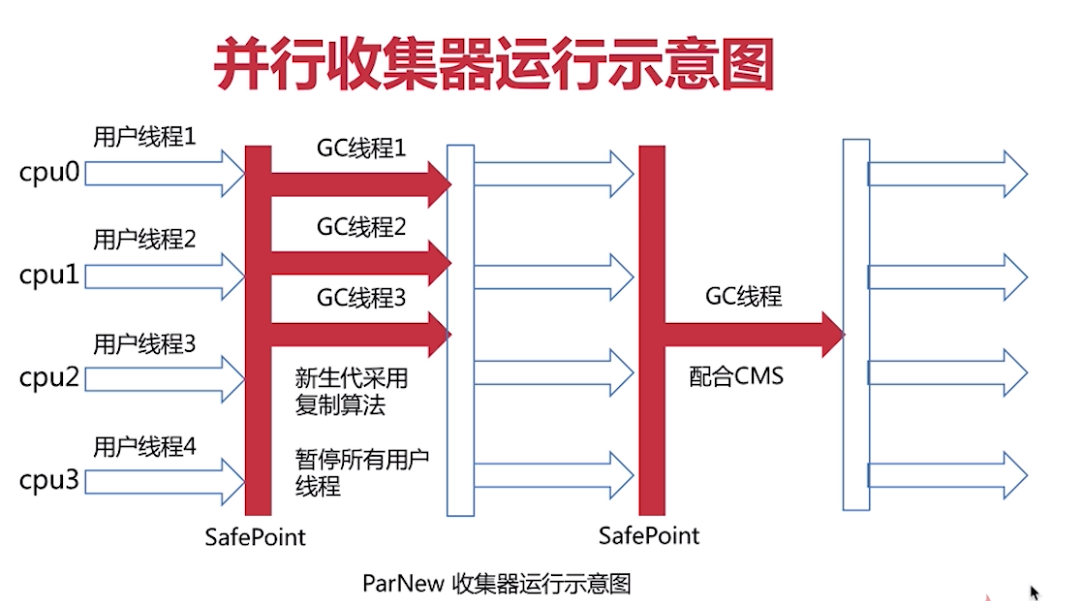 并行收集器运行示意图
用户线程1
cpu0
GC线程1
用户线程2
cpu1
GC线程2
GC线程3
GC线程
用户线程3
cpu2
新生代采用
复制算法
配合CMS
用户线程4
cpu3
暂停所有用户
线程
SafePoint
SafePoint
ParNew 收集器运行示意图